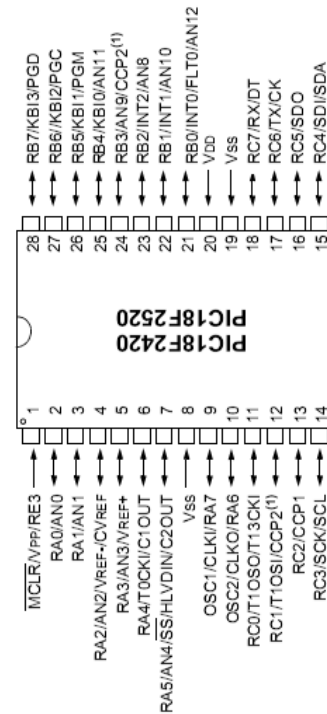 MCLR/VPP/RE3
RA0/AN0
RA1/AN1
RA2/AN2/VREF-/CVREF
RA3/AN3/VREF+
RA4/T0CKI/C1OUT
RA5/AN4/SS/HLVDIN/C2OUT
VSS
OSC1/CLKI/RA7
OSC2/CLKO/RA6
RC0/T1OSO/T13CKI
RC1/T1OSI/CCP2(1)
RC2/CCP1
RC3/SCK/SCL
1
2
3
4
5
6
7
8
9
10
11
12
13
14
PIC18F2420
PIC18F2520
28
27
26
25
24
23
22
21
20
19
18
17
16
15
RB7/KBI3/PGD
RB6//KBI2/PGC
RB5/KBI1/PGM
RB4/KBI0/AN11
RB3/AN9/CCP2(1)
RB2/INT2/AN8
RB1/INT1/AN10
RB0/INT0/FLT0/AN12
VDD
VSS
RC7/RX/DT
RC6/TX/CK
RC5/SDO
RC4/SDI/SDA